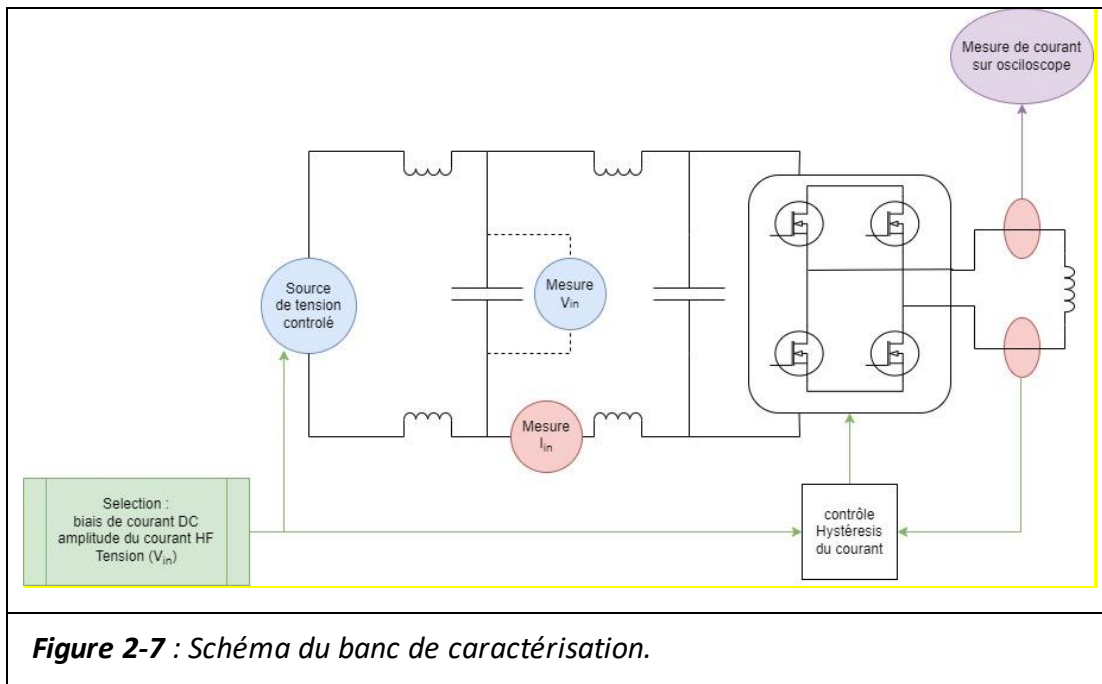 Mesure de courant
sur osciloscope
Source
de tension
controlé
Mesure
Vin
Mesure
Iin
Selection :
biais de courant DC
amplitude du courant HF
Tension (Vin)
contrôle
Hystéresis
du courant
Figure 2-7 : Schéma du banc de caractérisation.